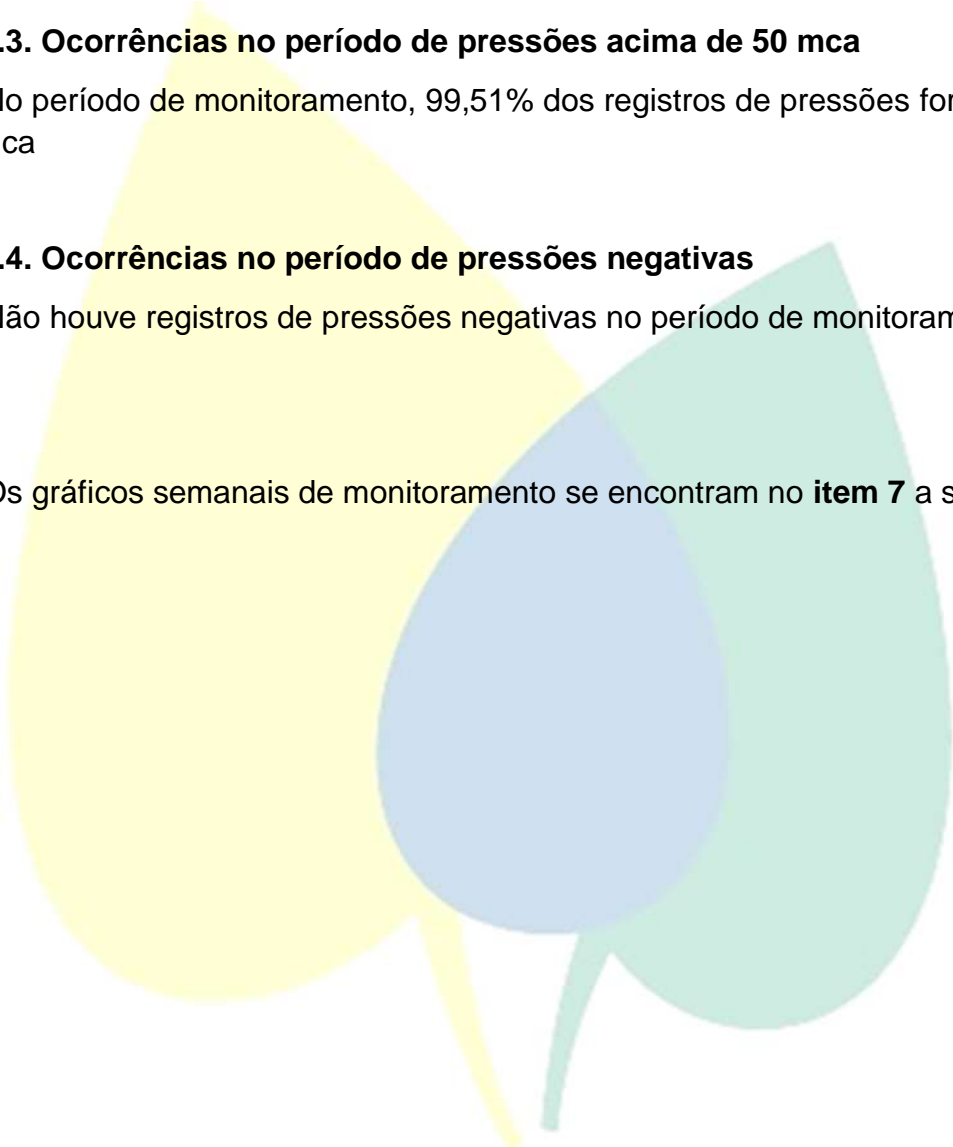 .3. Ocorrências no período de pressões acima de 50 mca
lo período de monitoramento, 99,51% dos registros de pressões for
ca
.4. Ocorrências no período de pressões negativas
lão houve registros de pressões negativas no período de monitoram
Os gráficos semanais de monitoramento se encontram no item 7 a s